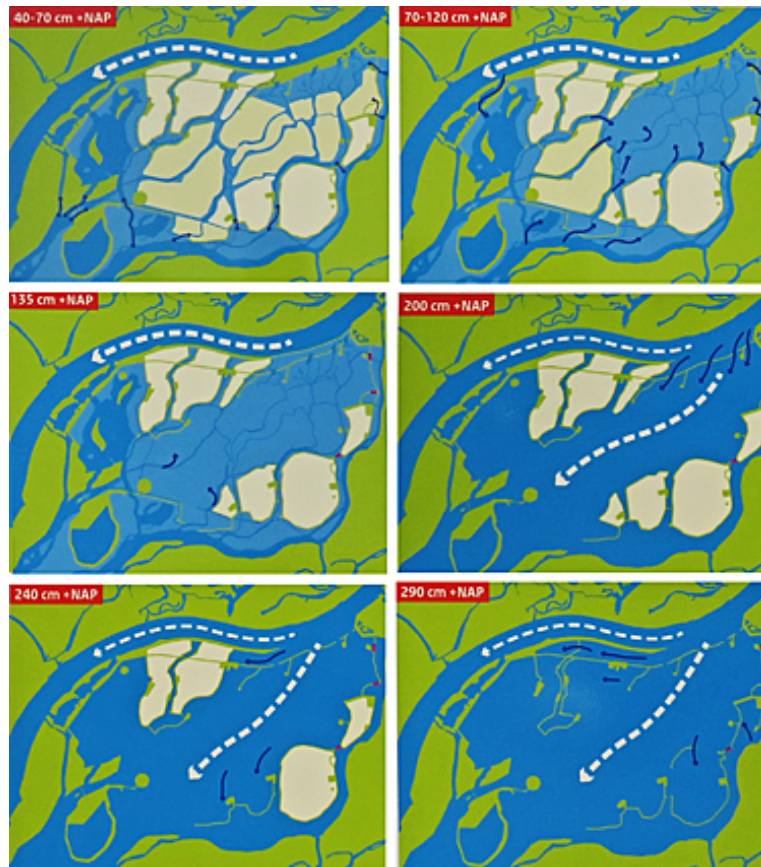 40-70 cm +NAP
70-120 cm +NAP
135 cm +NAP
200 cm +NAP
240 cm +NAP
290 cm +NAP